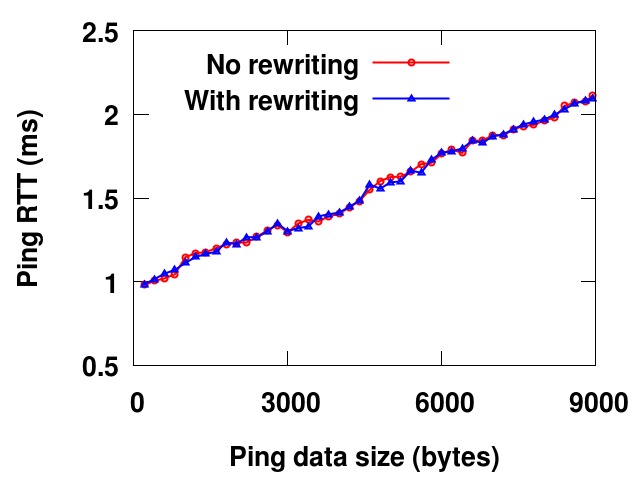 2.5
2
1.5
1
0.5
Ping RTT (ms)
No rewriting
With rewriting
0 3000 6000 9000
Ping data size (bytes)